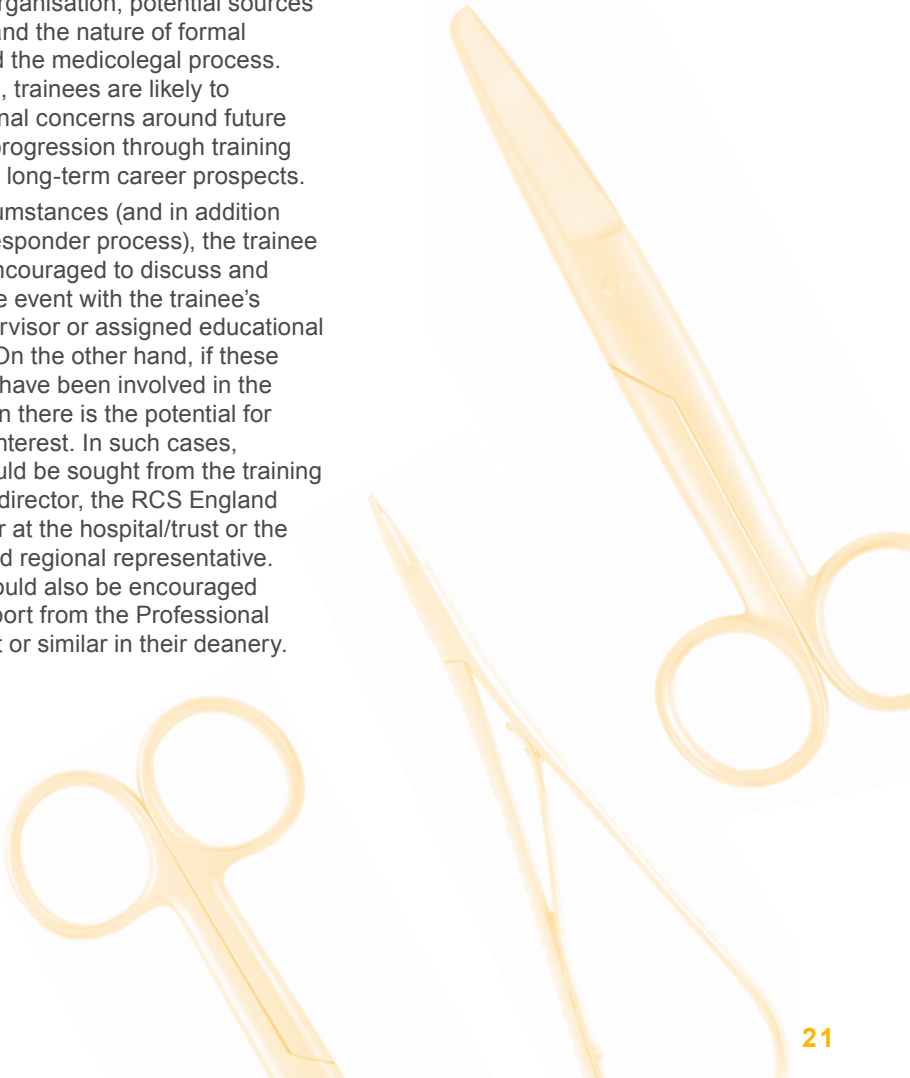 rganisation, potential sources
and the nature of formal
d the medicolegal process.
, trainees are likely to
nal concerns around future
progression through training
long-term career prospects.
umstances (and in addition
esponder process), the trainee
ncouraged to discuss and
e event with the trainee's
rvisor or assigned educational
On the other hand, if these
have been involved in the
n there is the potential for
nterest. In such cases,
uld be sought from the training
director, the RCS England
r at the hospital/trust or the
d regional representative.
ould also be encouraged
port from the Professional
t or similar in their deanery.
21